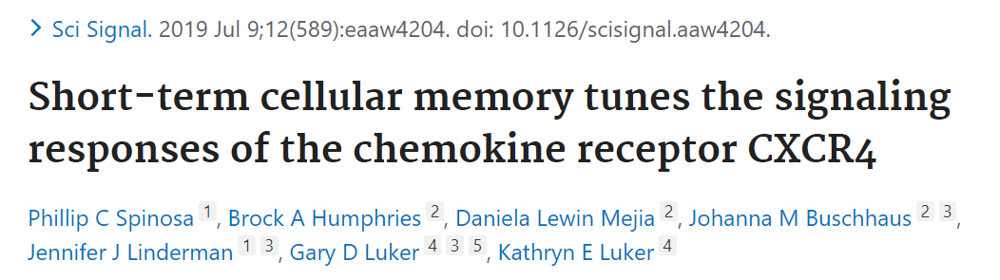 > Sci Signal. 2019 Jul 9;12(589):eaaw4204. doi: 10.1126/scisignal.aaw4204.
Short-term cellular memory tunes the signaling
responses of the chemokine receptor CXCR4
Phillip C Spinosa 1, Brock A Humphries 2, Daniela Lewin Mejia 2, Johanna M Buschhaus 2 3,
Jennifer J Linderman 1 3, Gary D Luker 4 3 5, Kathryn E Luker 4